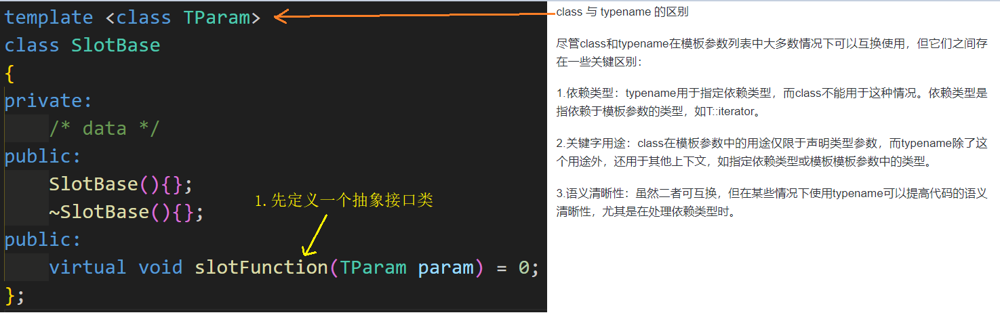 template <class TParam>
class SlotBase
{
private:
    /* data */
public:
    SlotBase(){};
    ~SlotBase(){};
public:
    virtual void slotFunction(TParam param) = 0;
};
1.先定义一个抽象接口类
class 与 typename 的区别
尽管class和typename在模板参数列表中大多数情况下可以互换使用，但它们之间存
在一些关键区别：
1.依赖类型：typename用于指定依赖类型，而class不能用于这种情况。依赖类型是
指依赖于模板参数的类型，如T::iterator。
2.关键字用途：class在模板参数中的用途仅限于声明类型参数，而typename除了这
个用途外，还用于其他上下文，如指定依赖类型或模板模板参数中的类型。
3.语义清晰性：虽然二者可互换，但在某些情况下使用typename可以提高代码的语义
清晰性，尤其是在处理依赖类型时。